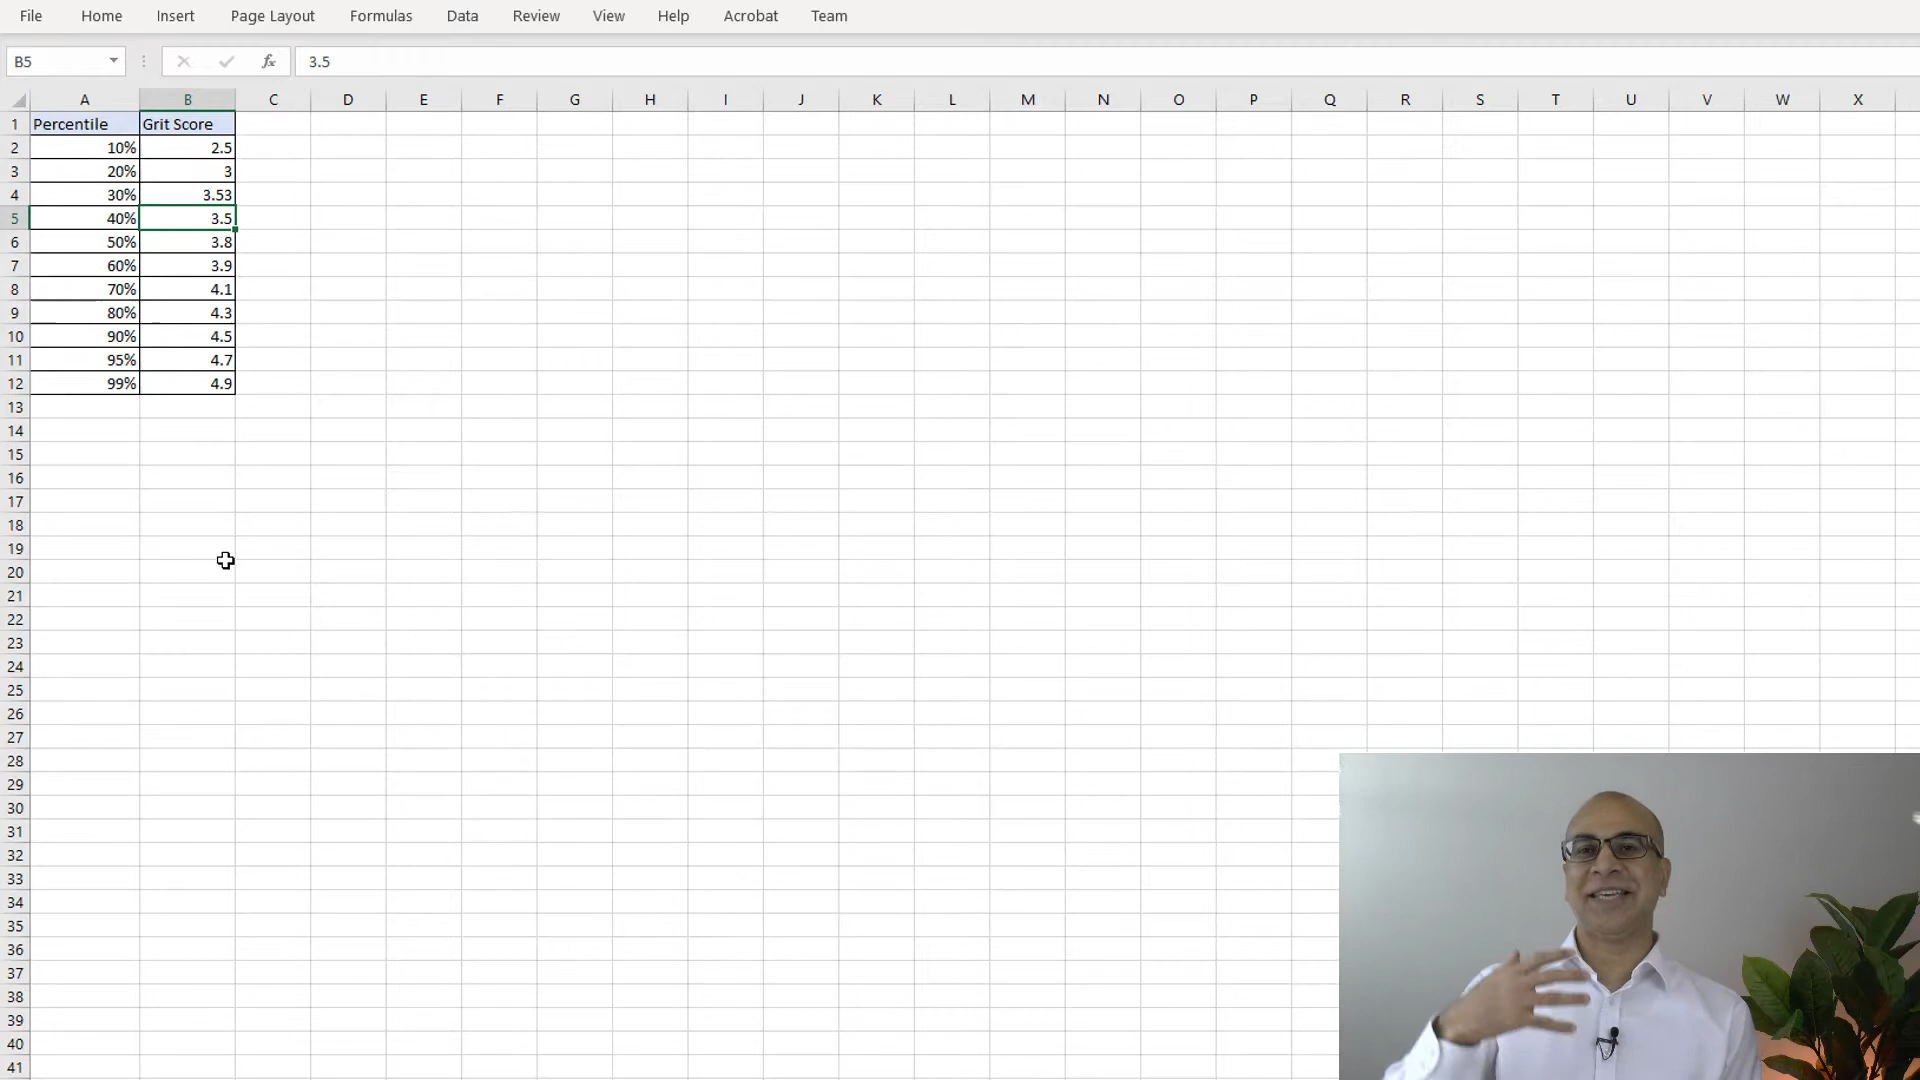 File Home Insert Page Layout Formulas Data Review View Help Acrobat Team
B5 fx 3.5
A B C D E F G H I J K L M N O P Q R S T U V W X
1 Percentile Grit Score
2 10% 2.5
3 20% 3
4 30% 3.53
5 40% 3.5
6 50% 3.8
7 60% 3.9
8 70% 4.1
9 80% 4.3
10 90% 4.5
11 95% 4.7
12 99% 4.9
13
14
15
16
17
18
19
20
21
22
23
24
25
26
27
28
29
30
31
32
33
34
35
36
37
38
39
40
41